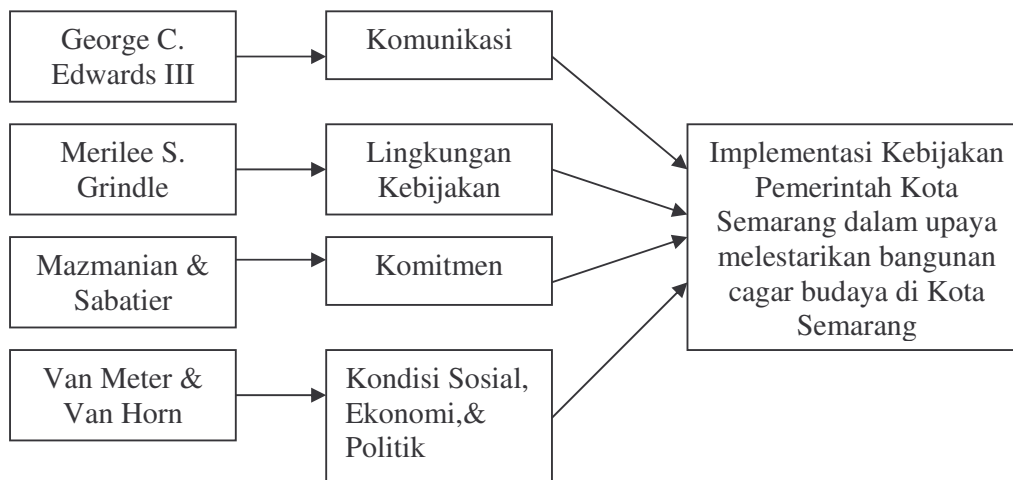 George C.
Edwards III
Komunikasi
Merilee S.
Grindle
Lingkungan
Kebijakan
Mazmanian &
Sabatier
Komitmen
Van Meter &
Van Horn
Kondisi Sosial,
Ekonomi,&
Politik
Implementasi Kebijakan
Pemerintah Kota
Semarang dalam upaya
melestarikan bangunan
cagar budaya di Kota
Semarang